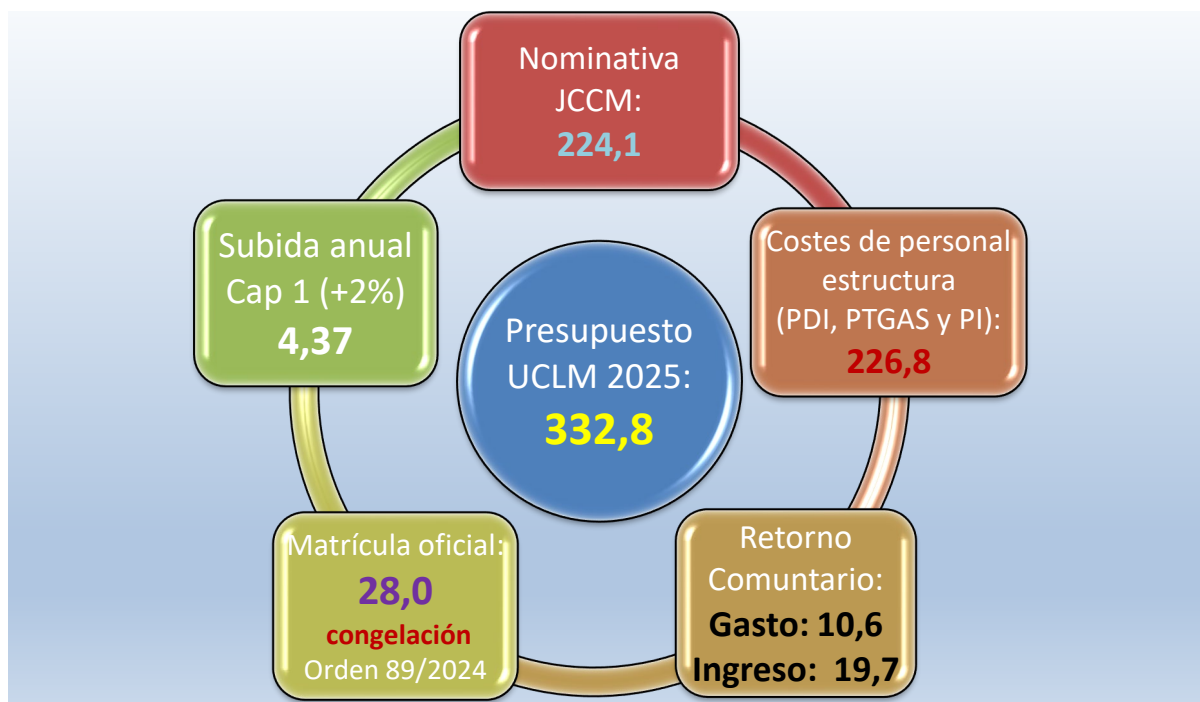 Nominativa
JCCM:
224,1
Costes de personal
estructura
(PDI, PTGAS y PI):
226,8
Retorno
Comuntario:
Gasto: 10,6
Ingreso: 19,7
Matrícula oficial:
28,0
congelación
Orden 89/2024
Subida anual
Cap 1 (+2%)
4,37
Presupuesto
UCLM 2025:
332,8